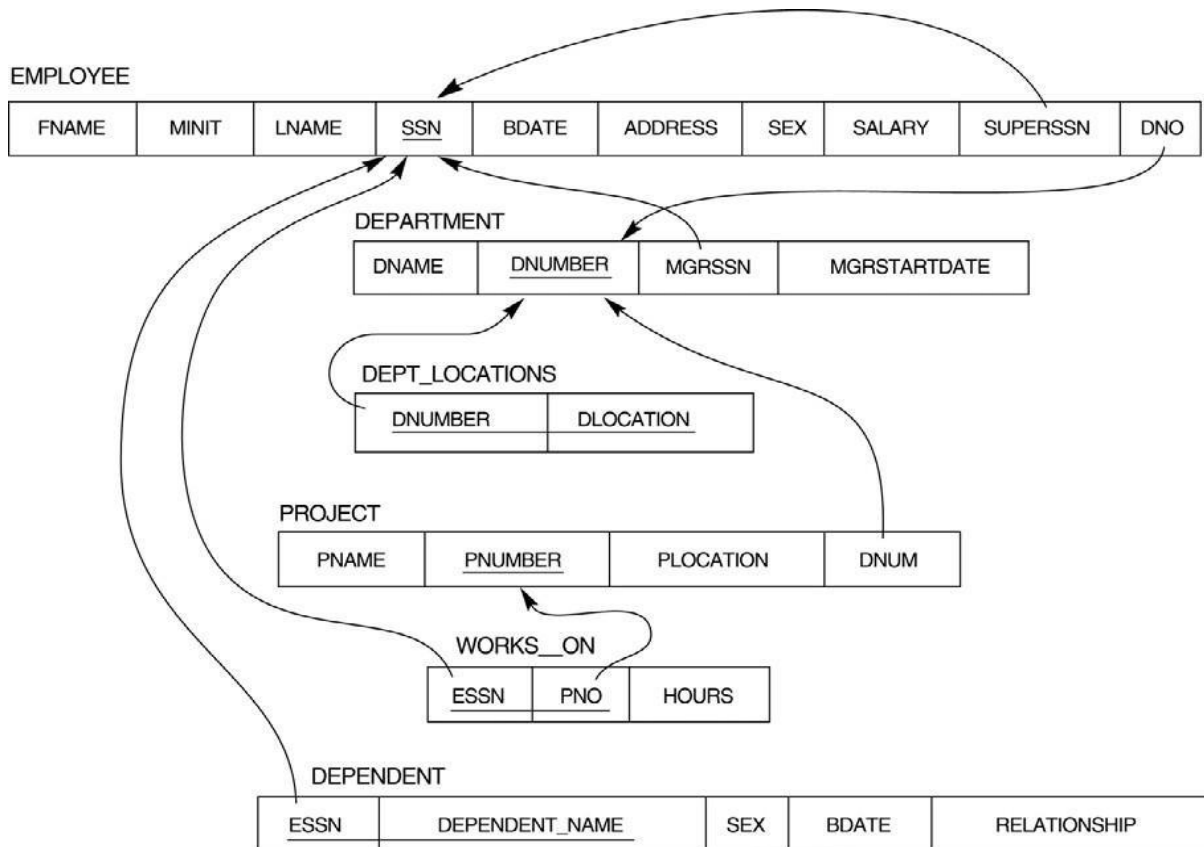 EMPLOYEE
FNAME MINIT LNAME SSN BDATE ADDRESS SEX SALARY SUPERSSN DNO
DEPARTMENT
DNAME DNUMBER MGRSSN MGRSTARTDATE
DEPT_LOCATIONS
DNUMBER DLOCATION
PROJECT
PNAME PNUMBER PLOCATION DNUM
WORKS__ON
ESSN PNO HOURS
DEPENDENT
ESSN DEPENDENT_NAME SEX BDATE RELATIONSHIP